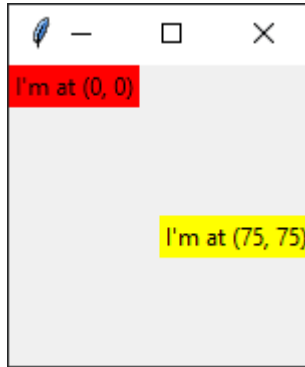 I'm at (0, 0)
I'm at (75, 75)